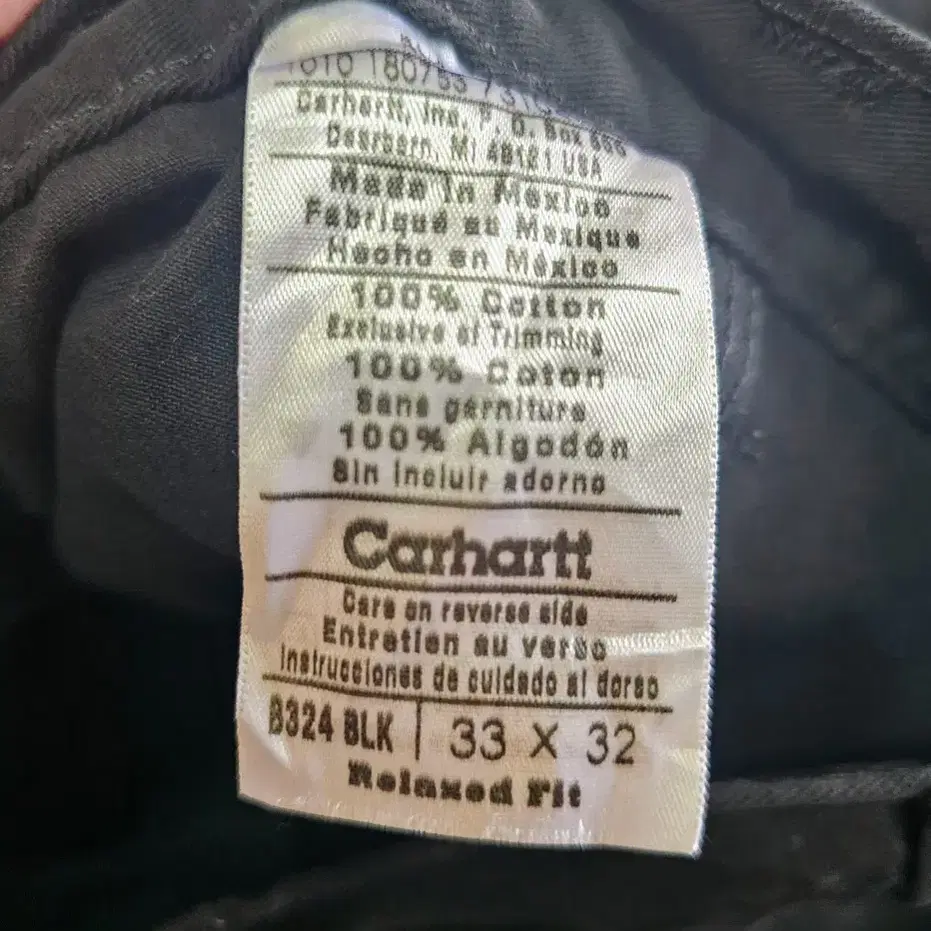 Carhartt, Inc. P. O. Box
Dearborn, MI 48121 USA
Made in Mexico
Fabriqué au Mexique
Hecho en México
100% Cotton
Exclusive of Trimming
100% Coton
Sans garniture
100% Algodón
Sin incluir adorno
Carhartt
Care on reverse side
Entretien au verso
Instrucciones de cuidado al dorso
B324 BLK | 33 X 32
Relaxed Fit